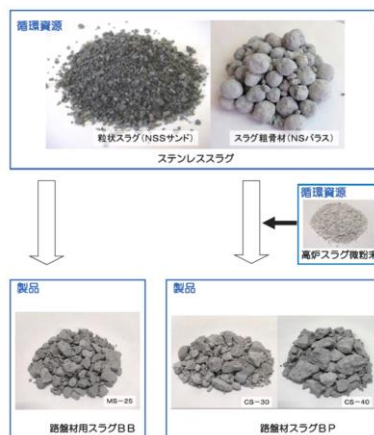 循環資源
粒状スラグ(NSSサンド)
スラグ粗骨材(NSバラス)
ステンレススラグ
循環資源
高炉スラグ微粉末
製品
MS-25
路盤材用スラグBB
製品
CS-30
CS-40
路盤材スラグBP